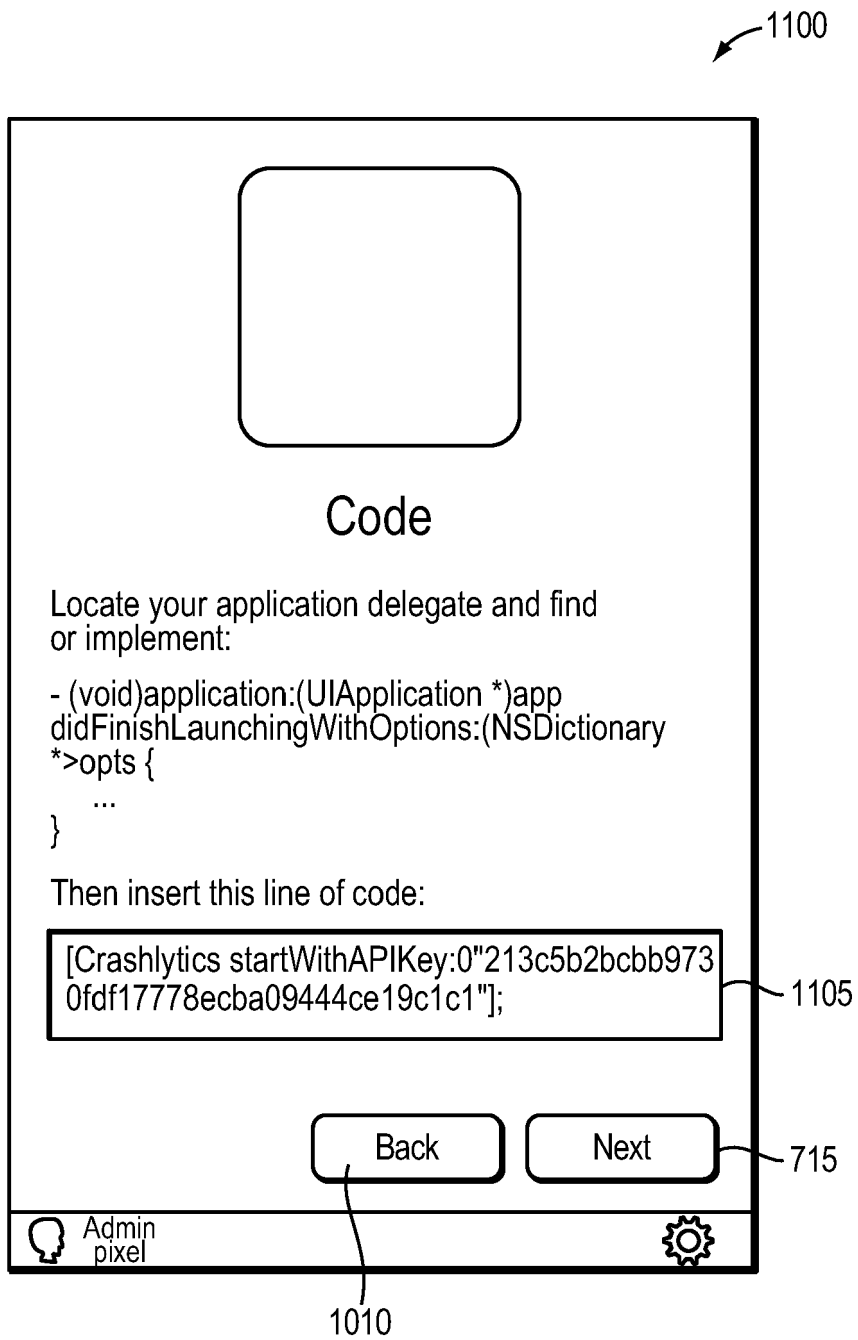 1100
Code
Locate your application delegate and find
or implement:
- (void)application:(UIApplication *)app
didFinishLaunchingWithOptions:(NSDictionary
*>opts {
...
}
Then insert this line of code:
[Crashlytics startWithAPIKey:0"213c5b2bcbb973
0fdf17778ecba09444ce19c1c1"];
1105
Back
Next
715
Admin
pixel
1010